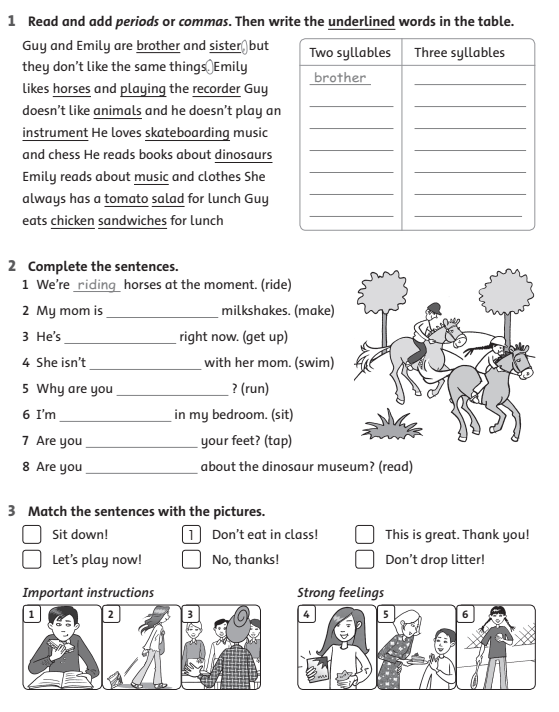 1 Read and add periods or commas. Then write the underlined words in the table.
Guy and Emily are brother and sister, but
they don't like the same things. Emily
likes horses and playing the recorder Guy
doesn't like animals and he doesn't play an
instrument He loves skateboarding music
and chess He reads books about dinosaurs
Emily reads about music and clothes She
always has a tomato salad for lunch Guy
eats chicken sandwiches for lunch
Two syllables Three syllables
brother
2 Complete the sentences.
1 We're riding horses at the moment. (ride)
2 My mom is ____________ milkshakes. (make)
3 He's ____________ right now. (get up)
4 She isn't ____________ with her mom. (swim)
5 Why are you ____________ ? (run)
6 I'm ____________ in my bedroom. (sit)
7 Are you ____________ your feet? (tap)
8 Are you ____________ about the dinosaur museum? (read)
3 Match the sentences with the pictures.
Sit down! 1 Don't eat in class! This is great. Thank you!
Let's play now! No, thanks! Don't drop litter!
Important instructions Strong feelings
1 2 3 4 5 6